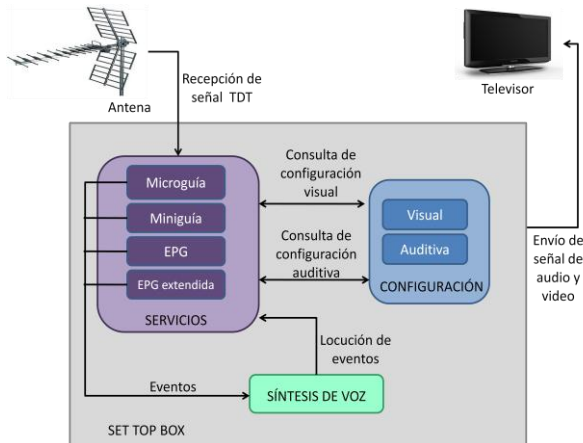 Antena
Recepción de
señal TDT
Televisor
Microguía
Miniguía
EPG
EPG extendida
SERVICIOS
Consulta de
configuración
visual
Consulta de
configuración
auditiva
Visual
Auditiva
CONFIGURACIÓN
Envío de
señal de
audio y
video
Locución de
eventos
Eventos
SÍNTESIS DE VOZ
SET TOP BOX